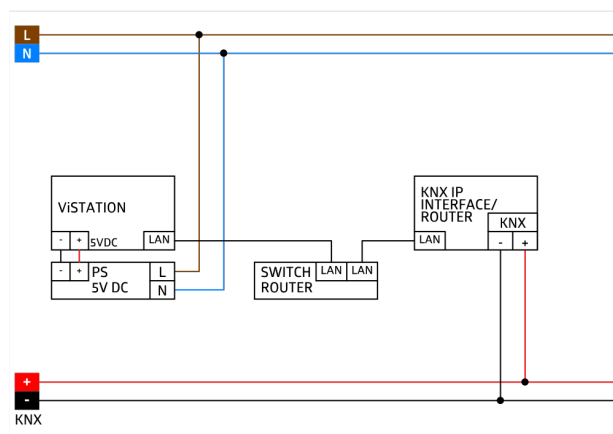 L
N
ViSTATION
- + 5VDC LAN
- + PS L
5V DC N
SWITCH LAN LAN
ROUTER
KNX IP
INTERFACE/
ROUTER
KNX
LAN - +
+
-
KNX